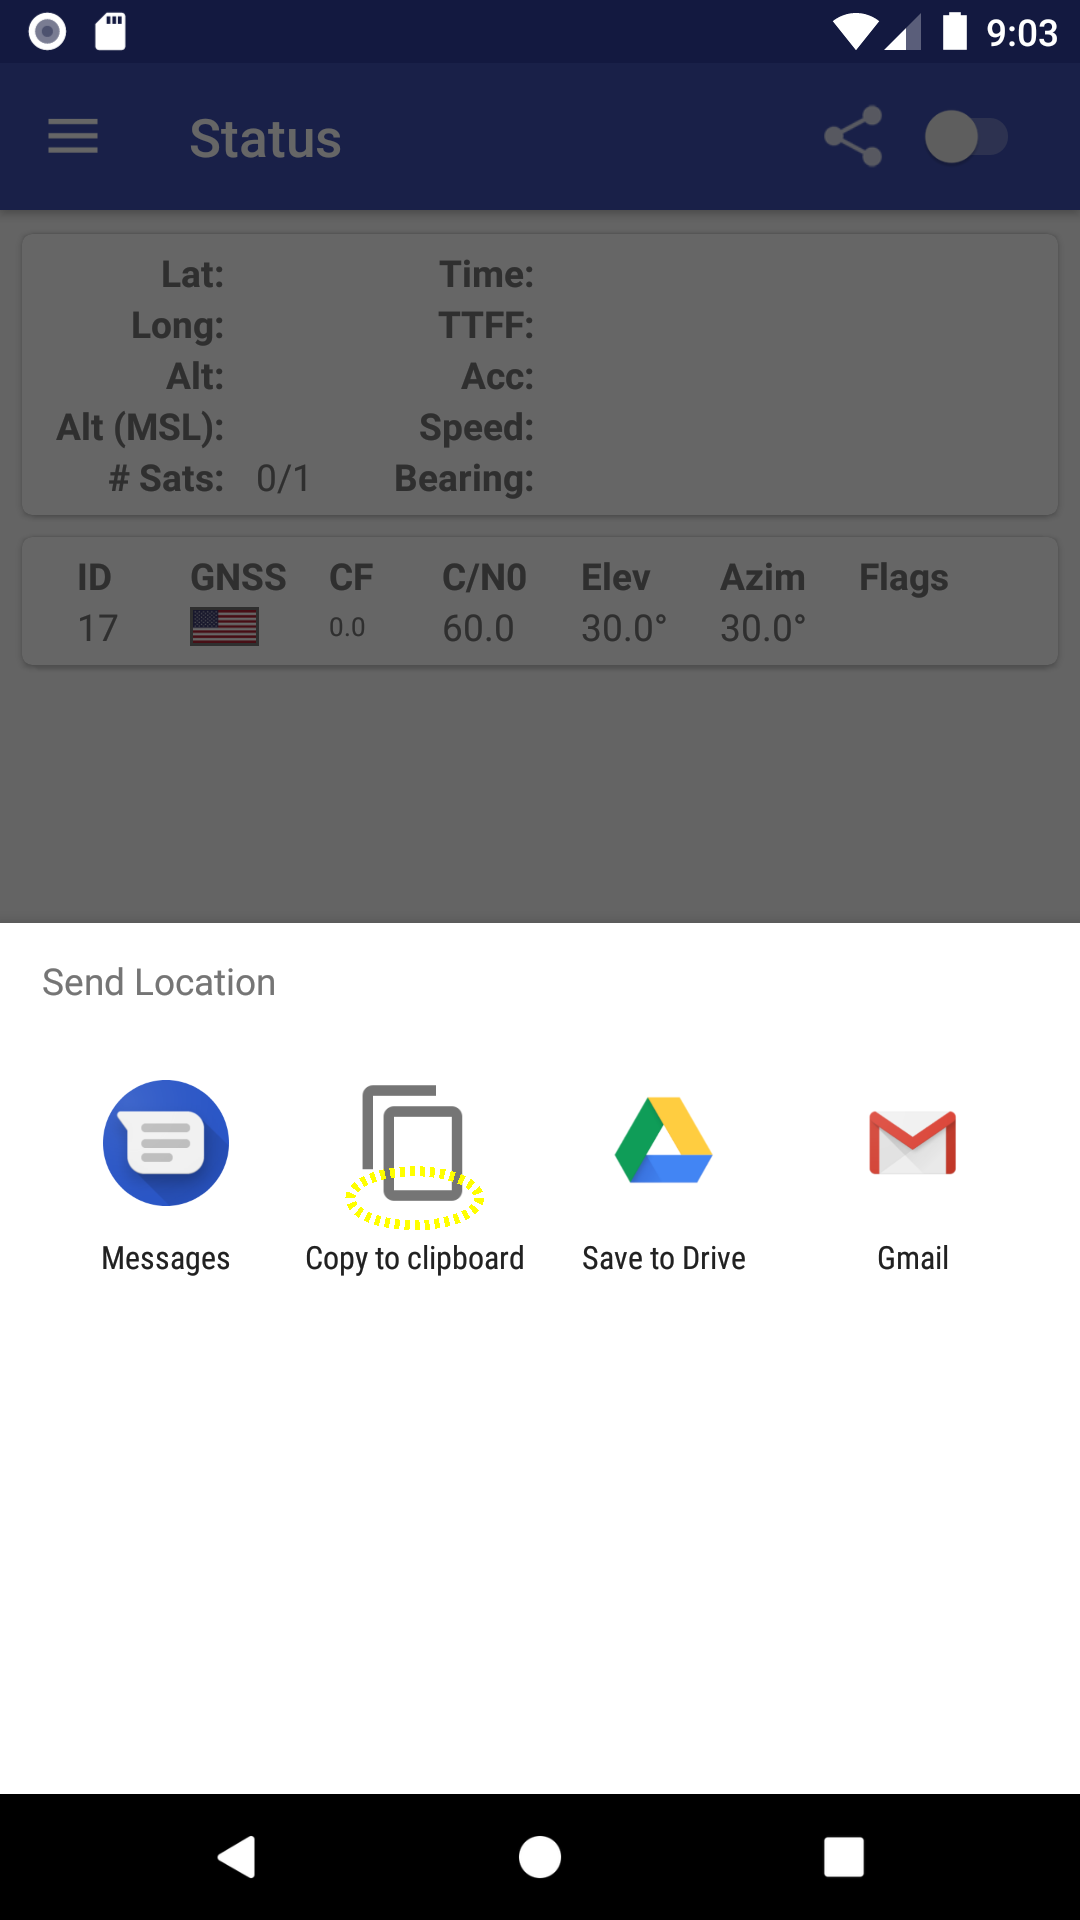 9:03
Status
Lat: Time:
Long: TTFF:
Alt: Acc:
Alt (MSL): Speed:
# Sats: 0/1 Bearing:
ID GNSS CF C/N0 Elev Azim Flags
17 0.0 60.0 30.0° 30.0°
Send Location
Messages Copy to clipboard Save to Drive Gmail